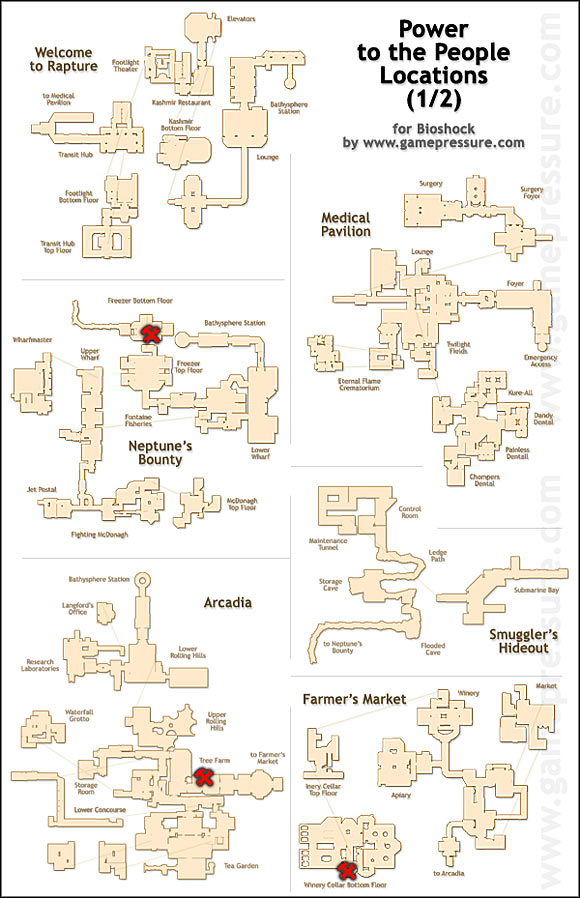 Power
to the People
Locations
(1/2)
for Bioshock
by www.gamepressure.com
Welcome
to Rapture
Elevators
Footlight
Theater
Kashmir Restaurant
to Medical
Pavilion
Kashmir
Bottom Floor
Bathysphere
Station
Transit Hub
Lounge
Footlight
Bottom Floor
Transit Hub
Top Floor
Medical
Pavilion
Surgery
Surgery
Foyer
Lounge
Foyer
Twilight
Fields
Emergency
Access
Eternal Flame
Crematorium
Kure-All
Dandy
Dental
Painless
Dentall
Chompers
Dental
Freezer Bottom Floor
Bathysphere Station
Wharfmaster
Upper
Wharf
Freezer
Top Floor
Fontaine
Fisheries
Neptune's
Bounty
Lower
Wharf
Jet Postal
McDonagh
Top Floor
Fighting McDonagh
Control
Room
Maintenance
Tunnel
Ledge
Path
Storage
Cave
Submarine Bay
to Neptune's
Bounty
Flooded
Cave
Smuggler's
Hideout
Bathysphere Station
Arcadia
Langford's
Office
Research
Laboratories
Lower
Rolling Hills
Waterfall
Grotto
Upper
Rolling
Hills
Tree Farm
to Farmer's
Market
Storage
Room
Lower Concourse
Tea Garden
Farmer's Market
Winery
Market
Inery Cellar
Top Floor
Apiary
Winery Cellar Bottom Floor
to Arcadia
www.gamepressure.com
www.gamepressure.com